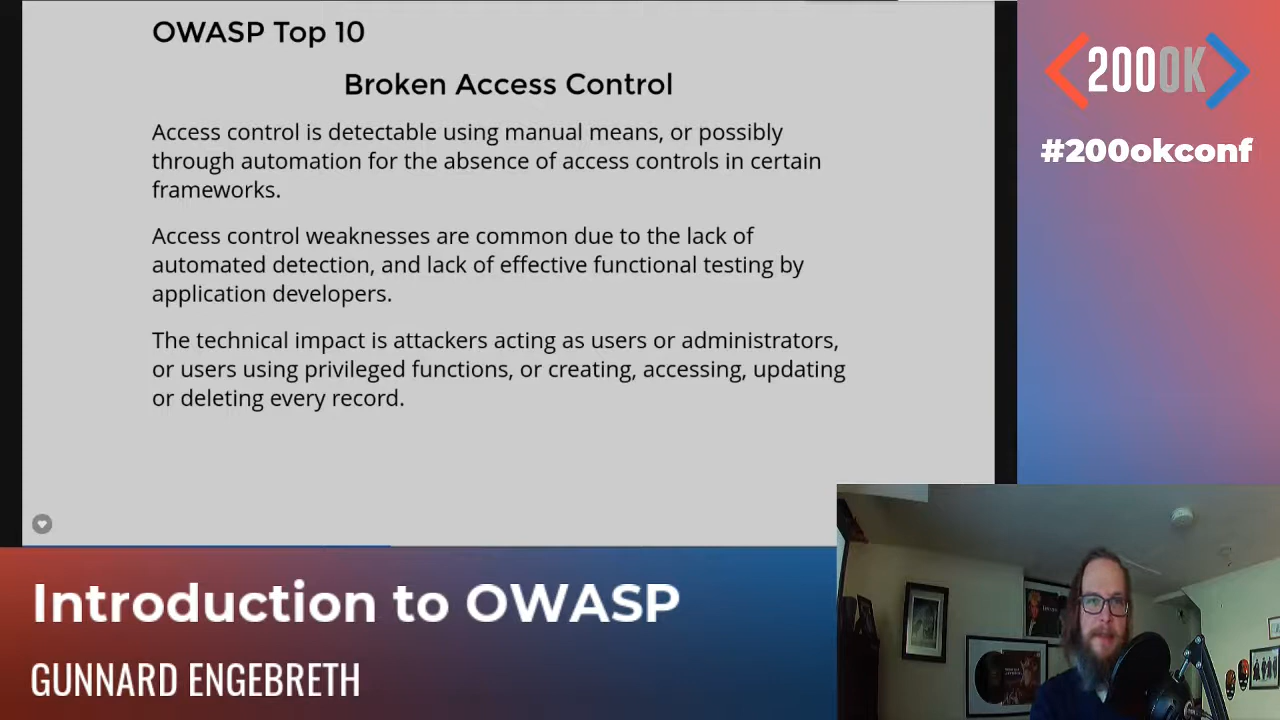 OWASP Top 10
Broken Access Control
Access control is detectable using manual means, or possibly
through automation for the absence of access controls in certain
frameworks.
Access control weaknesses are common due to the lack of
automated detection, and lack of effective functional testing by
application developers.
The technical impact is attackers acting as users or administrators,
or users using privileged functions, or creating, accessing, updating
or deleting every record.
<200OK>
#200okconf
Introduction to OWASP
GUNNARD ENGEBRETH